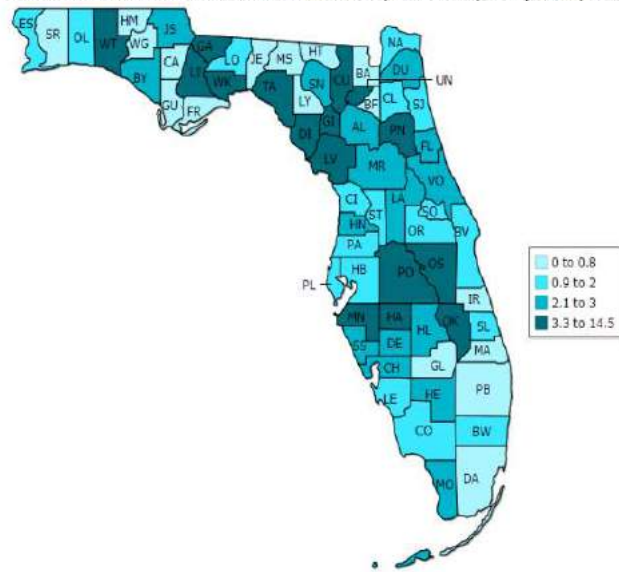 ES
SR
OL
WT
HM
WG
JS
BY
CA
GU
GA
LI
FR
LO
WK
JE
MS
TA
HT
SN
LY
CU
BA
UN
BF
NA
DU
CL
SJ
DI
GI
AL
PN
FL
LV
MR
VO
CI
ST
LA
HN
SO
OR
BV
PA
HB
PL
PO
OS
IR
MN
HA
OK
SL
HL
SS
DE
MA
CH
GL
PB
LE
HE
CO
BW
DA
MO
0 to 0.8
0.9 to 2
2.1 to 3
3.3 to 14.5